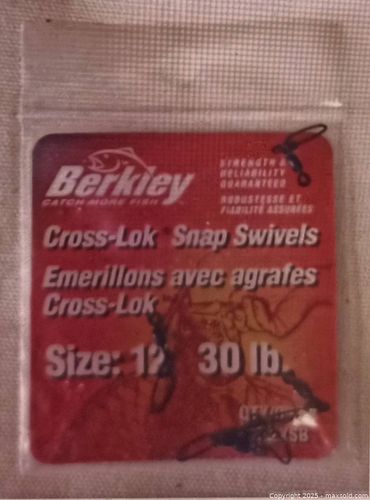 Berkley
CATCH MORE FISH
STRENGTH &
RELIABILITY
GUARANTEED
ROBUSTESSE ET
FIABILITÉ ASSURÉES
Cross-Lok Snap Swivels
Emerillons avec agrafes
Cross-Lok
Size: 12 30 lb.
Copyright © 2025 - maxsold.com